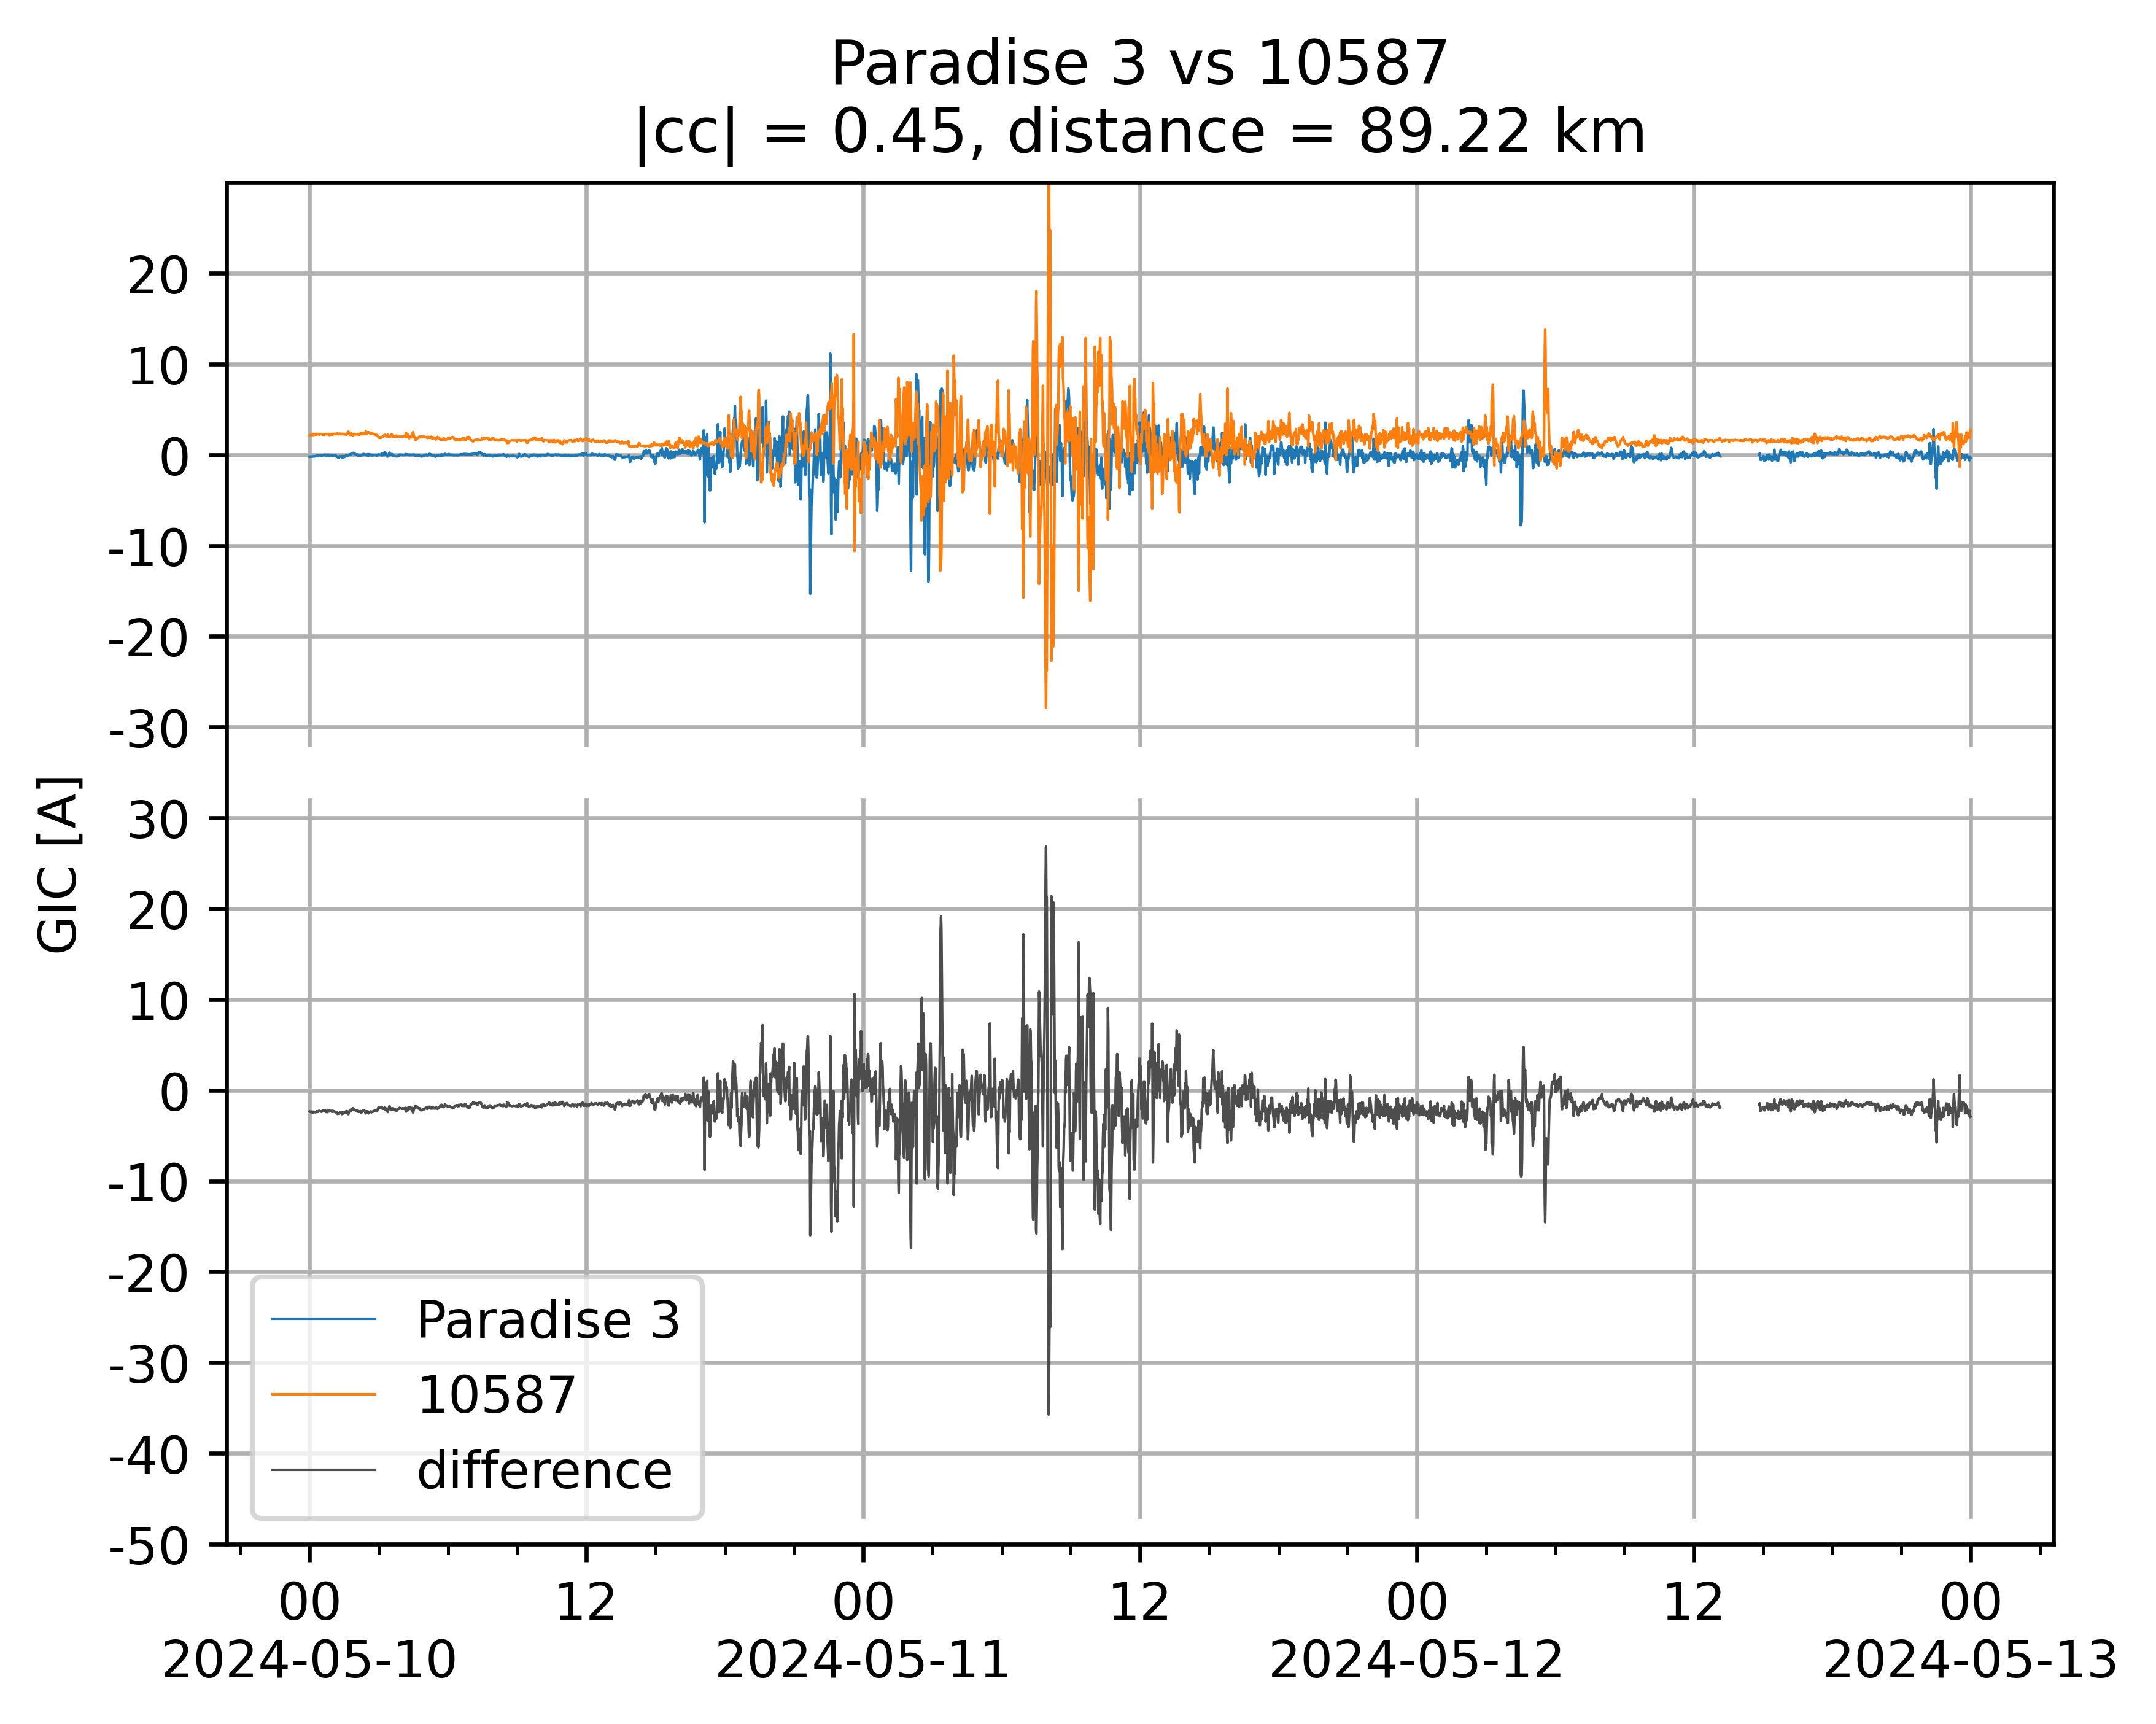 Paradise 3 vs 10587
|cc| = 0.45, distance = 89.22 km
GIC [A]
20
10
0
-10
-20
-30
30
20
10
0
-10
-20
-30
-40
-50
Paradise 3
10587
difference
00 12 00 12 00 12 00
2024-05-10 2024-05-11 2024-05-12 2024-05-13